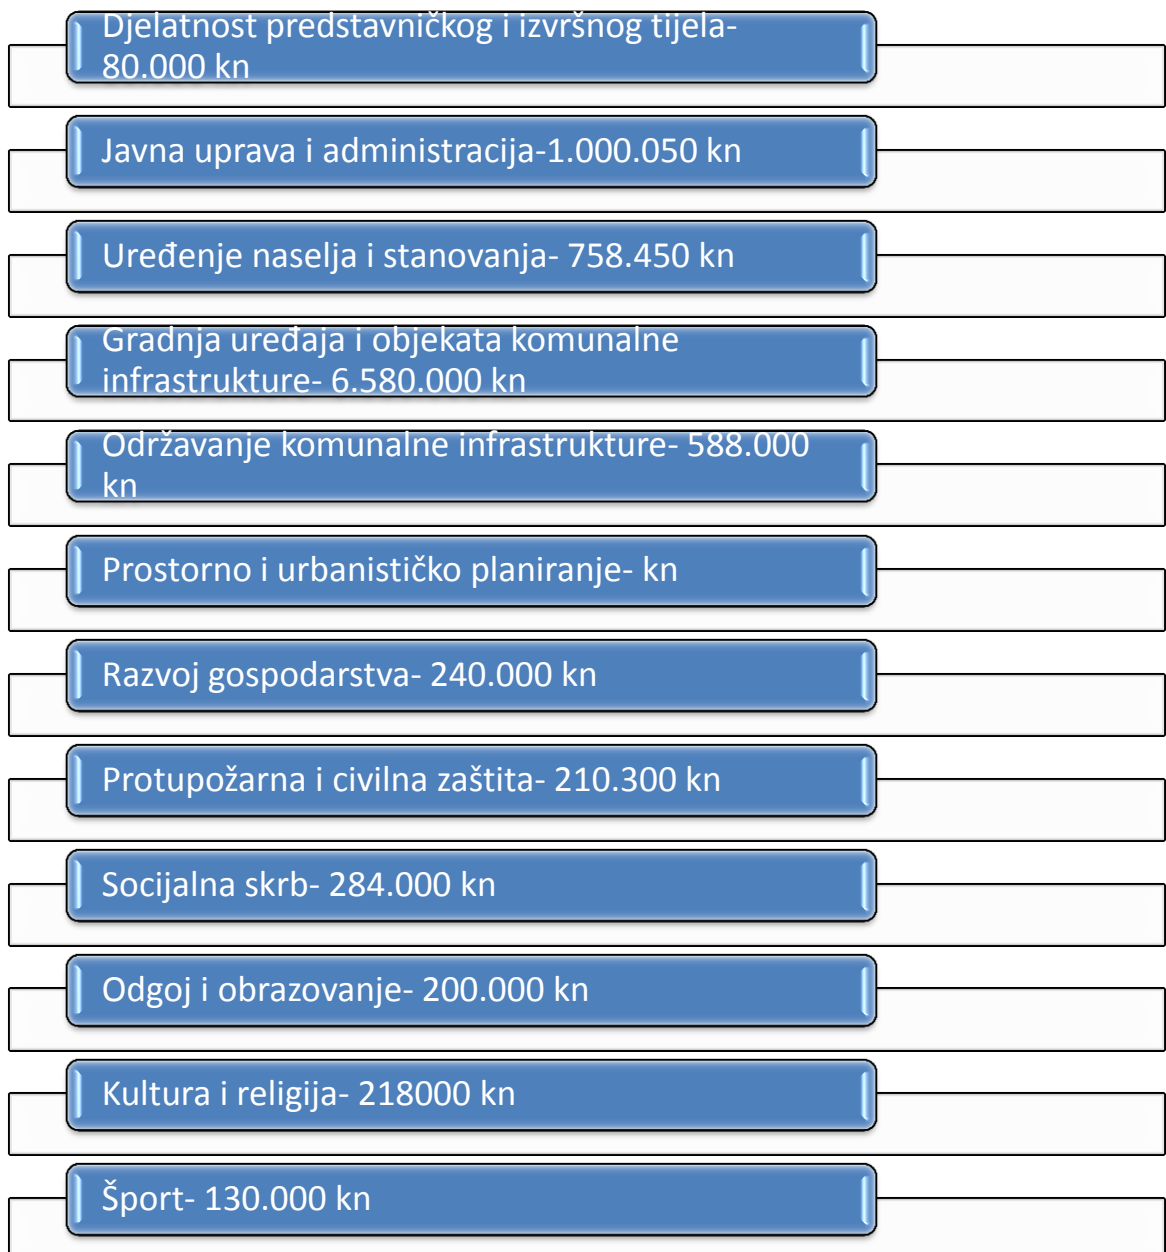 Djelatnost predstavničkog i izvršnog tijela-
80.000 kn
Javna uprava i administracija-1.000.050 kn
Uređenje naselja i stanovanja- 758.450 kn
Gradnja uređaja i objekata komunalne
infrastrukture- 6.580.000 kn
Održavanje komunalne infrastrukture- 588.000
kn
Prostorno i urbanističko planiranje- kn
Razvoj gospodarstva- 240.000 kn
Protupožarna i civilna zaštita- 210.300 kn
Socijalna skrb- 284.000 kn
Odgoj i obrazovanje- 200.000 kn
Kultura i religija- 218000 kn
Šport- 130.000 kn